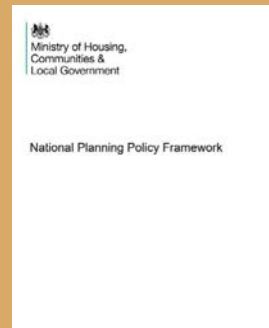 Ministry of Housing,
Communities &
Local Government
National Planning Policy Framework